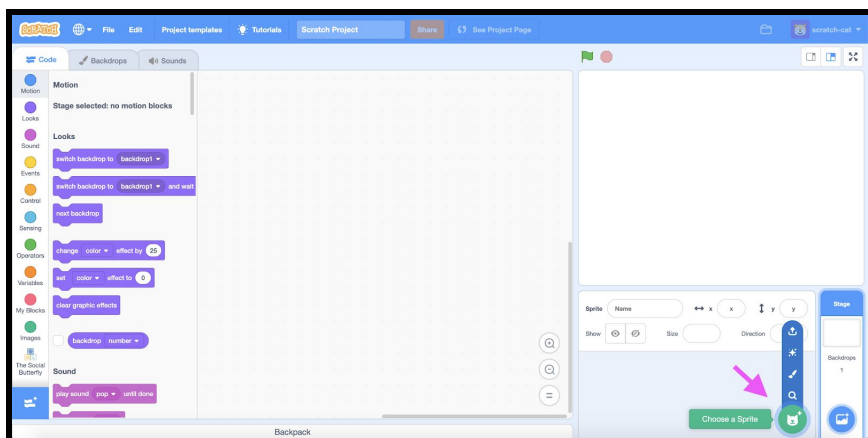 SCRATCH File Edit Project templates Tutorials Scratch Project Share See Project Page scratch-cat
Code Backdrops Sounds
Motion
Looks
Sound
Events
Control
Sensing
Operators
Variables
My Blocks
Images
The Social
Butterfly
Motion
Stage selected: no motion blocks
Looks
switch backdrop to backdrop1
switch backdrop to backdrop1 and wait
next backdrop
change color effect by 25
set color effect to 0
clear graphic effects
backdrop number
Sound
play sound pop until done
=
Backpack
Sprite Name x x y y
Show Size Direction
Choose a Sprite
Stage
Backdrops
1